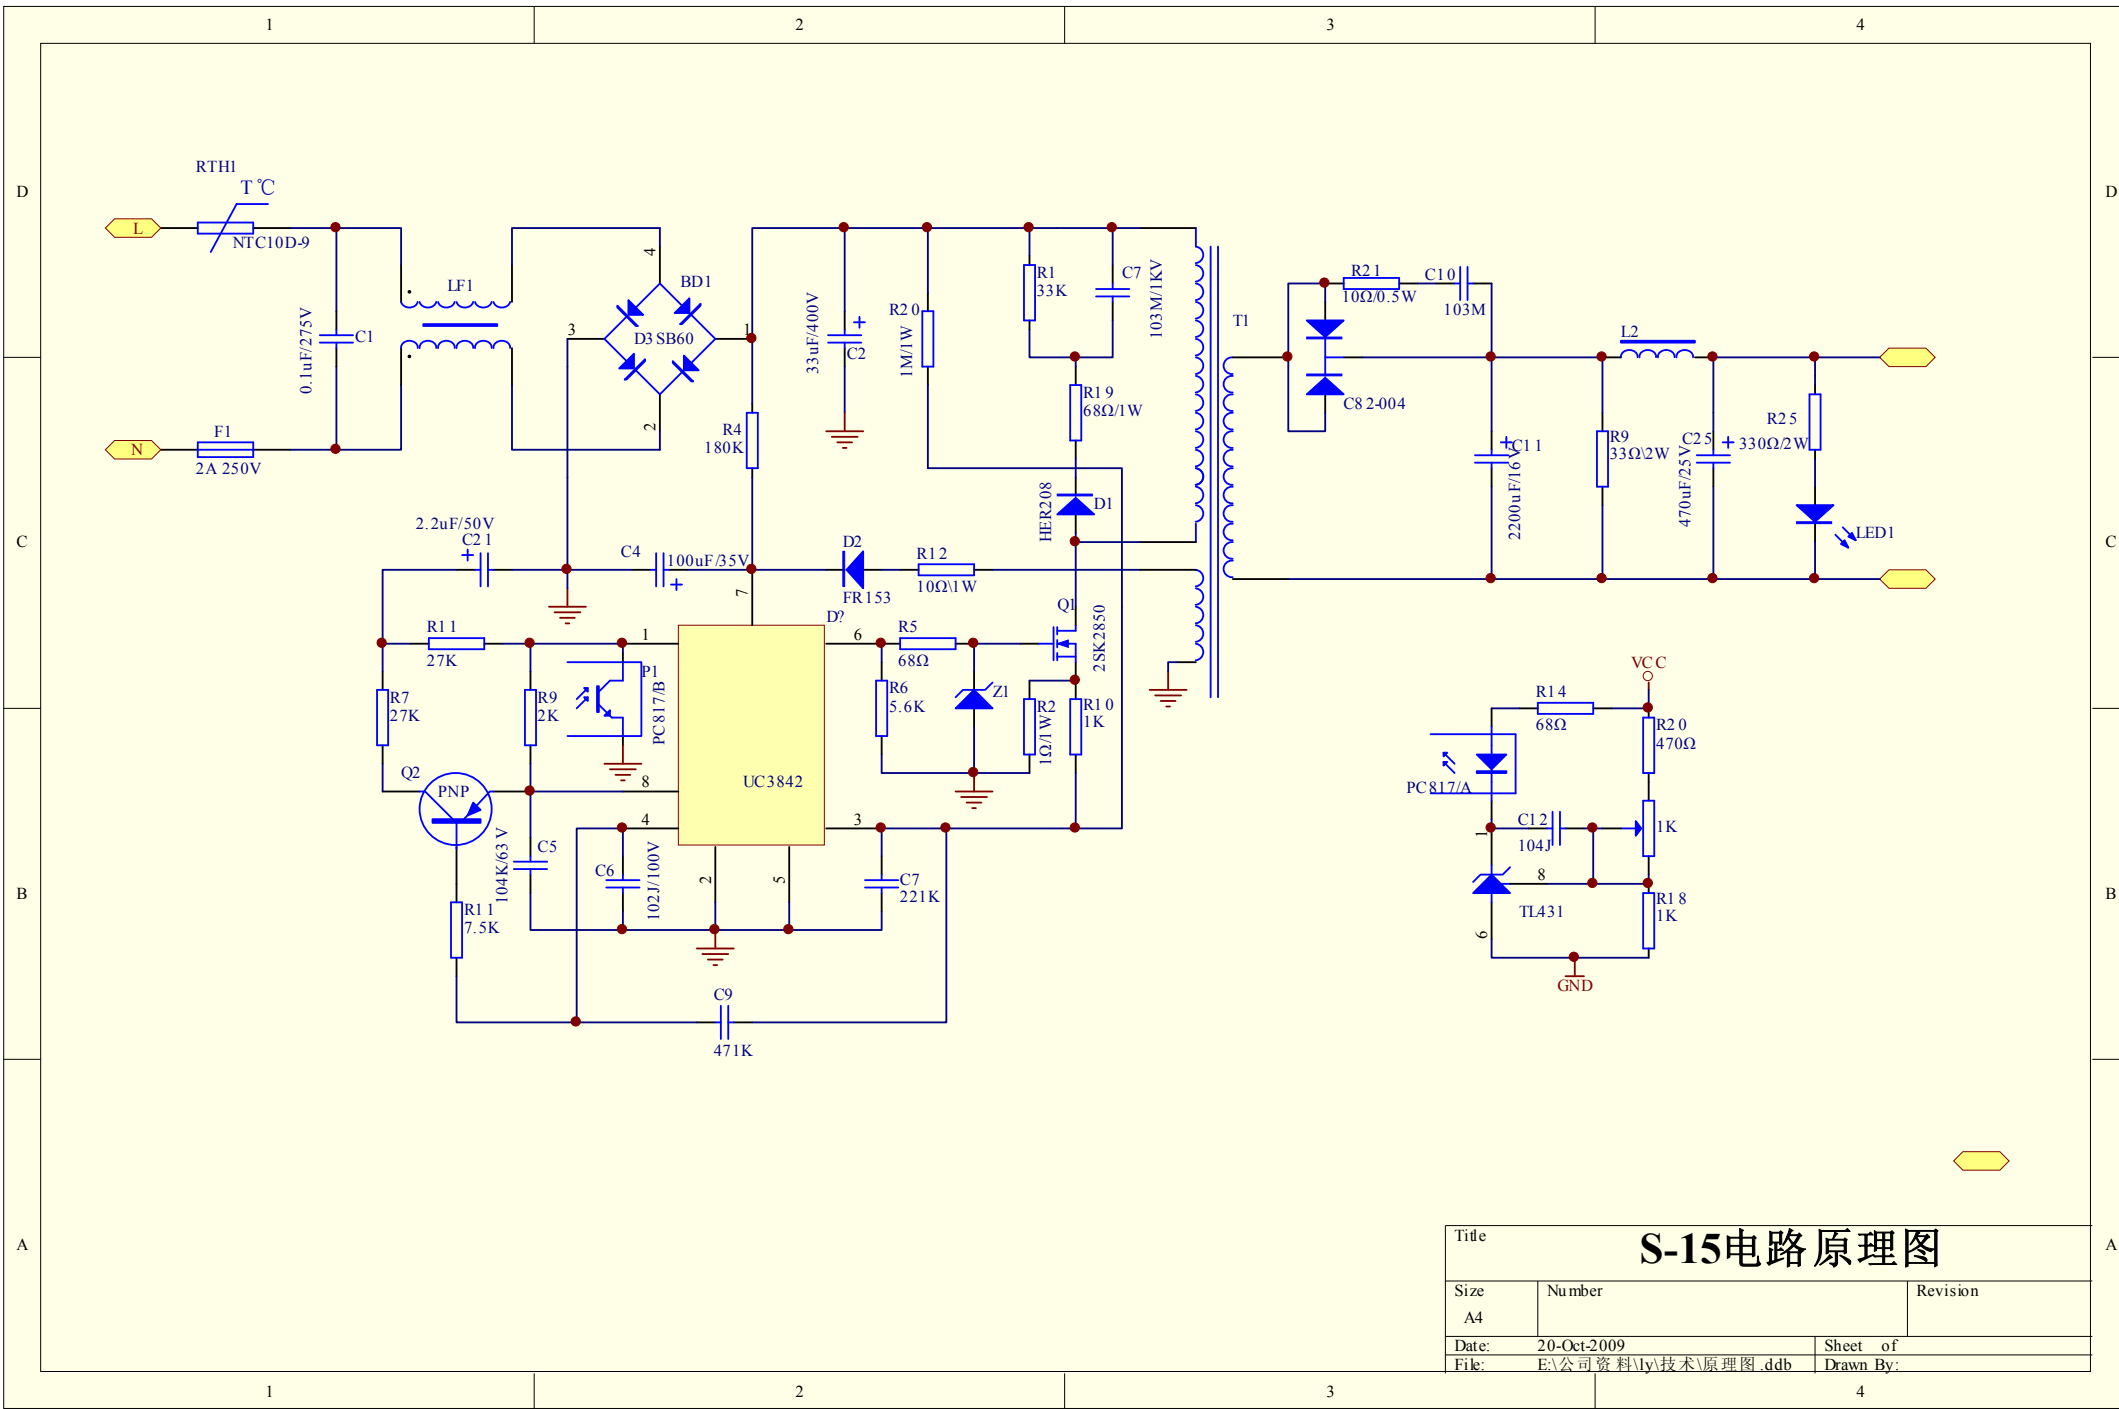 1 2 3 4
D
C
B
A
D
C
B
A
RTH1
T℃
L
NTC10D-9
LF1
0.1uF/275V
C1
F1
N
2A 250V
4
BD1
3
D3SB60
1
2
R4
180K
33uF/400V
C2
R20
1M/1W
R1
33K
C7
103M/1KV
R19
68Ω/1W
HER208
D1
T1
R21
10Ω/0.5W
C10
103M
C82-004
L2
C11
2200uF/16V
R9
33Ω\2W
C25
470uF/25V
R25
330Ω/2W
LED1
2.2uF/50V
C21
C4
100uF/35V
D2
FR153
R12
10Ω\1W
7
D?
Q1
2SK2850
R11
27K
1
6
R5
68Ω
R7
27K
R9
2K
P1
PC817/B
R6
5.6K
Z1
R2
1Ω/1W
R10
1K
Q2
PNP
8
UC3842
4
3
104K/63V
C5
C6
102J/100V
2
5
C7
221K
R11
7.5K
C9
471K
VCC
R14
68Ω
R20
470Ω
PC817/A
C12
104J
1K
1
8
TL431
R18
1K
6
GND
Title
S-15电路原理图
Size
A4
Number
Revision
Date: 20-Oct-2009 Sheet of
File: E:\公司资料\ly\技术\原理图.ddb Drawn By:
1 2 3 4